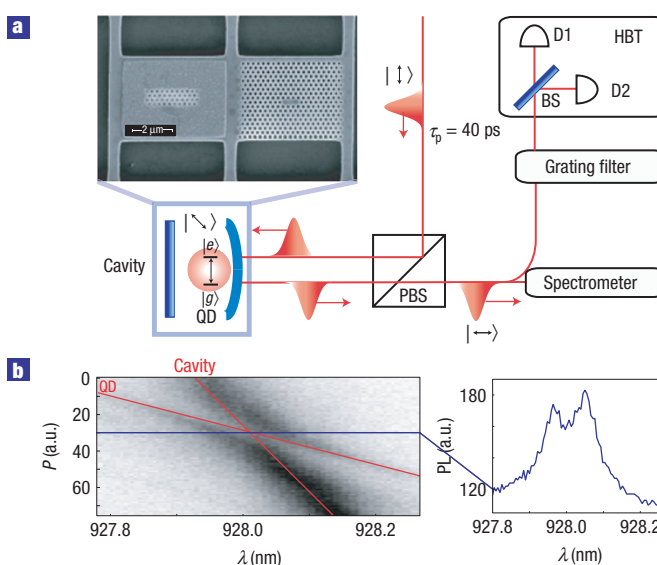 a
D1
HBT
D2
BS
| ↕ ⟩
τp = 40 ps
2 μm
Grating filter
| ⤡ ⟩
Cavity
|e⟩
|g⟩
QD
PBS
Spectrometer
| ↔ ⟩
b
Cavity
QD
0
20
40
60
P (a.u.)
927.8 928.0 928.2
λ (nm)
180
120
PL (a.u.)
927.8 928.0 928.2
λ (nm)